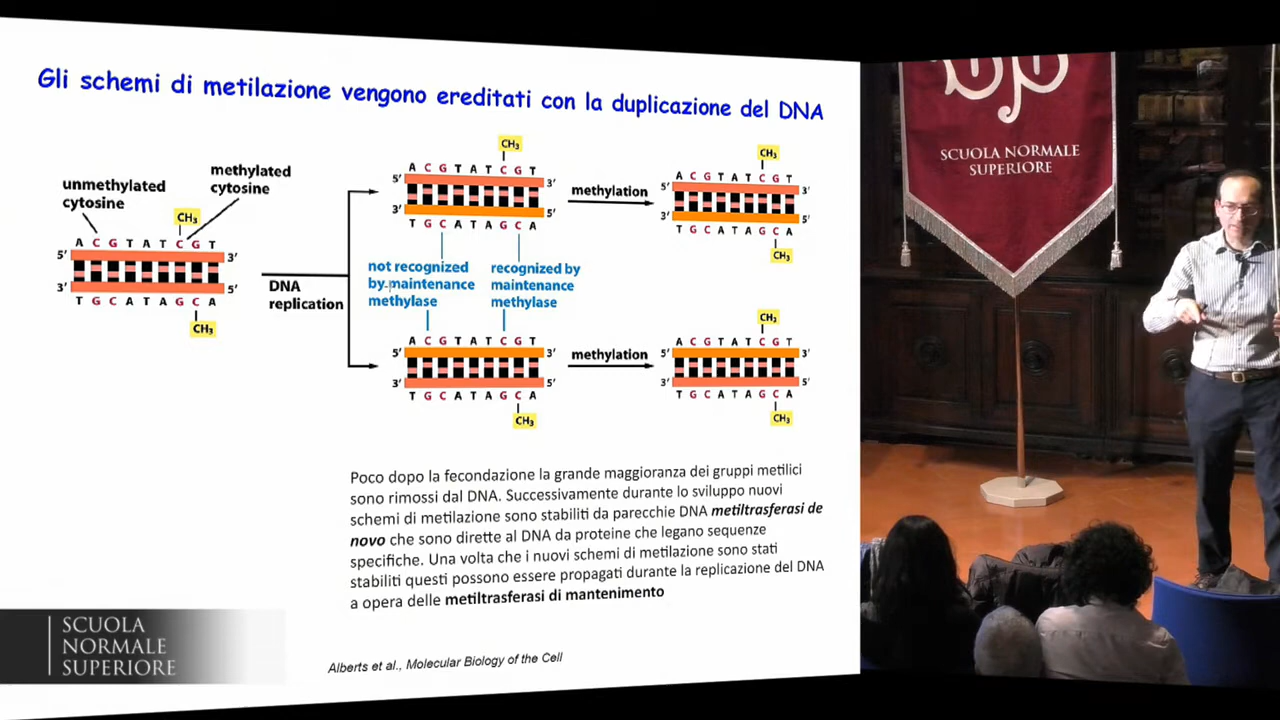 Gli schemi di metilazione vengono ereditati con la duplicazione del DNA
unmethylated
cytosine
methylated
cytosine
CH₃
A C G T A T C G T
5'
3'
3'
5'
T G C A T A G C A
CH₃
DNA
replication
CH₃
A C G T A T C G T
5'
3'
3'
5'
T G C A T A G C A
not recognized
by maintenance
methylase
recognized by
maintenance
methylase
A C G T A T C G T
5'
3'
3'
5'
T G C A T A G C A
CH₃
methylation
CH₃
A C G T A T C G T
5'
3'
3'
5'
T G C A T A G C A
CH₃
methylation
CH₃
A C G T A T C G T
5'
3'
3'
5'
T G C A T A G C A
CH₃
Poco dopo la fecondazione la grande maggioranza dei gruppi metilici
sono rimossi dal DNA. Successivamente durante lo sviluppo nuovi
schemi di metilazione sono stabiliti da parecchie DNA metiltrasferasi de
novo che sono dirette al DNA da proteine che legano sequenze
specifiche. Una volta che i nuovi schemi di metilazione sono stati
stabiliti questi possono essere propagati durante la replicazione del DNA
a opera delle metiltrasferasi di mantenimento
Alberts et al., Molecular Biology of the Cell
SCUOLA
NORMALE
SUPERIORE
SCUOLA NORMALE
SUPERIORE